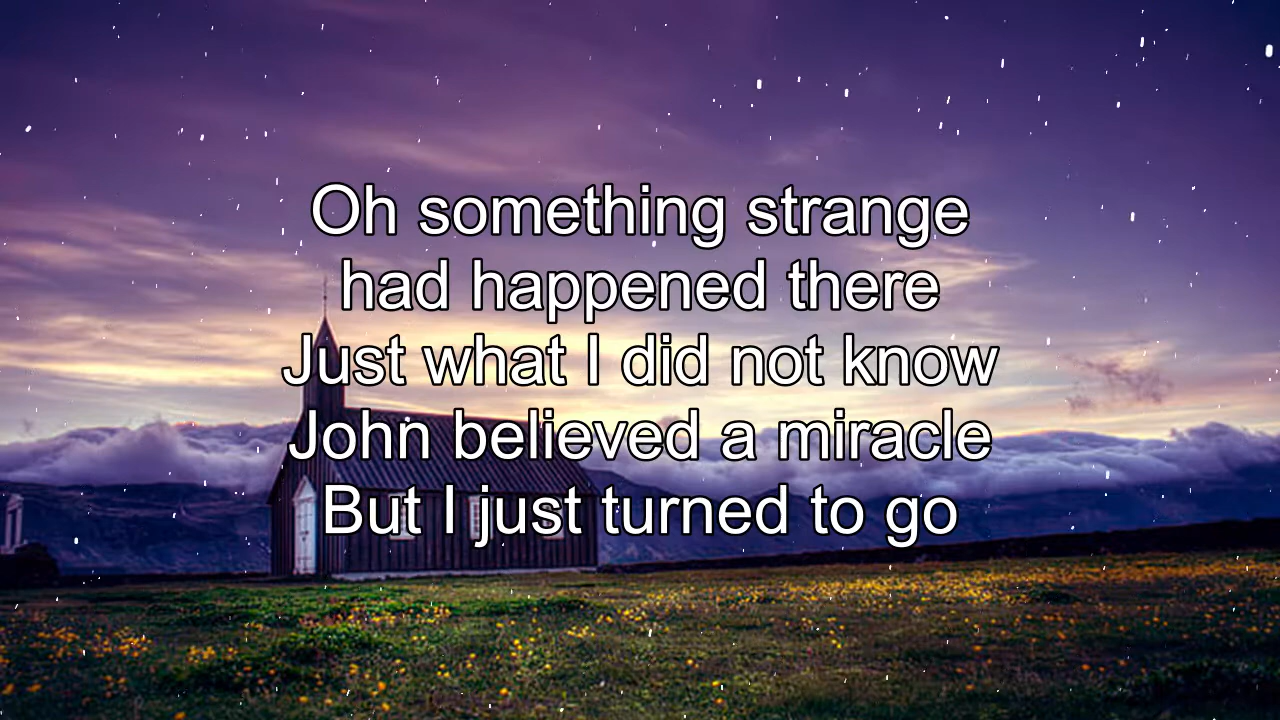 Oh something strange
had happened there
Just what I did not know
John believed a miracle
But I just turned to go